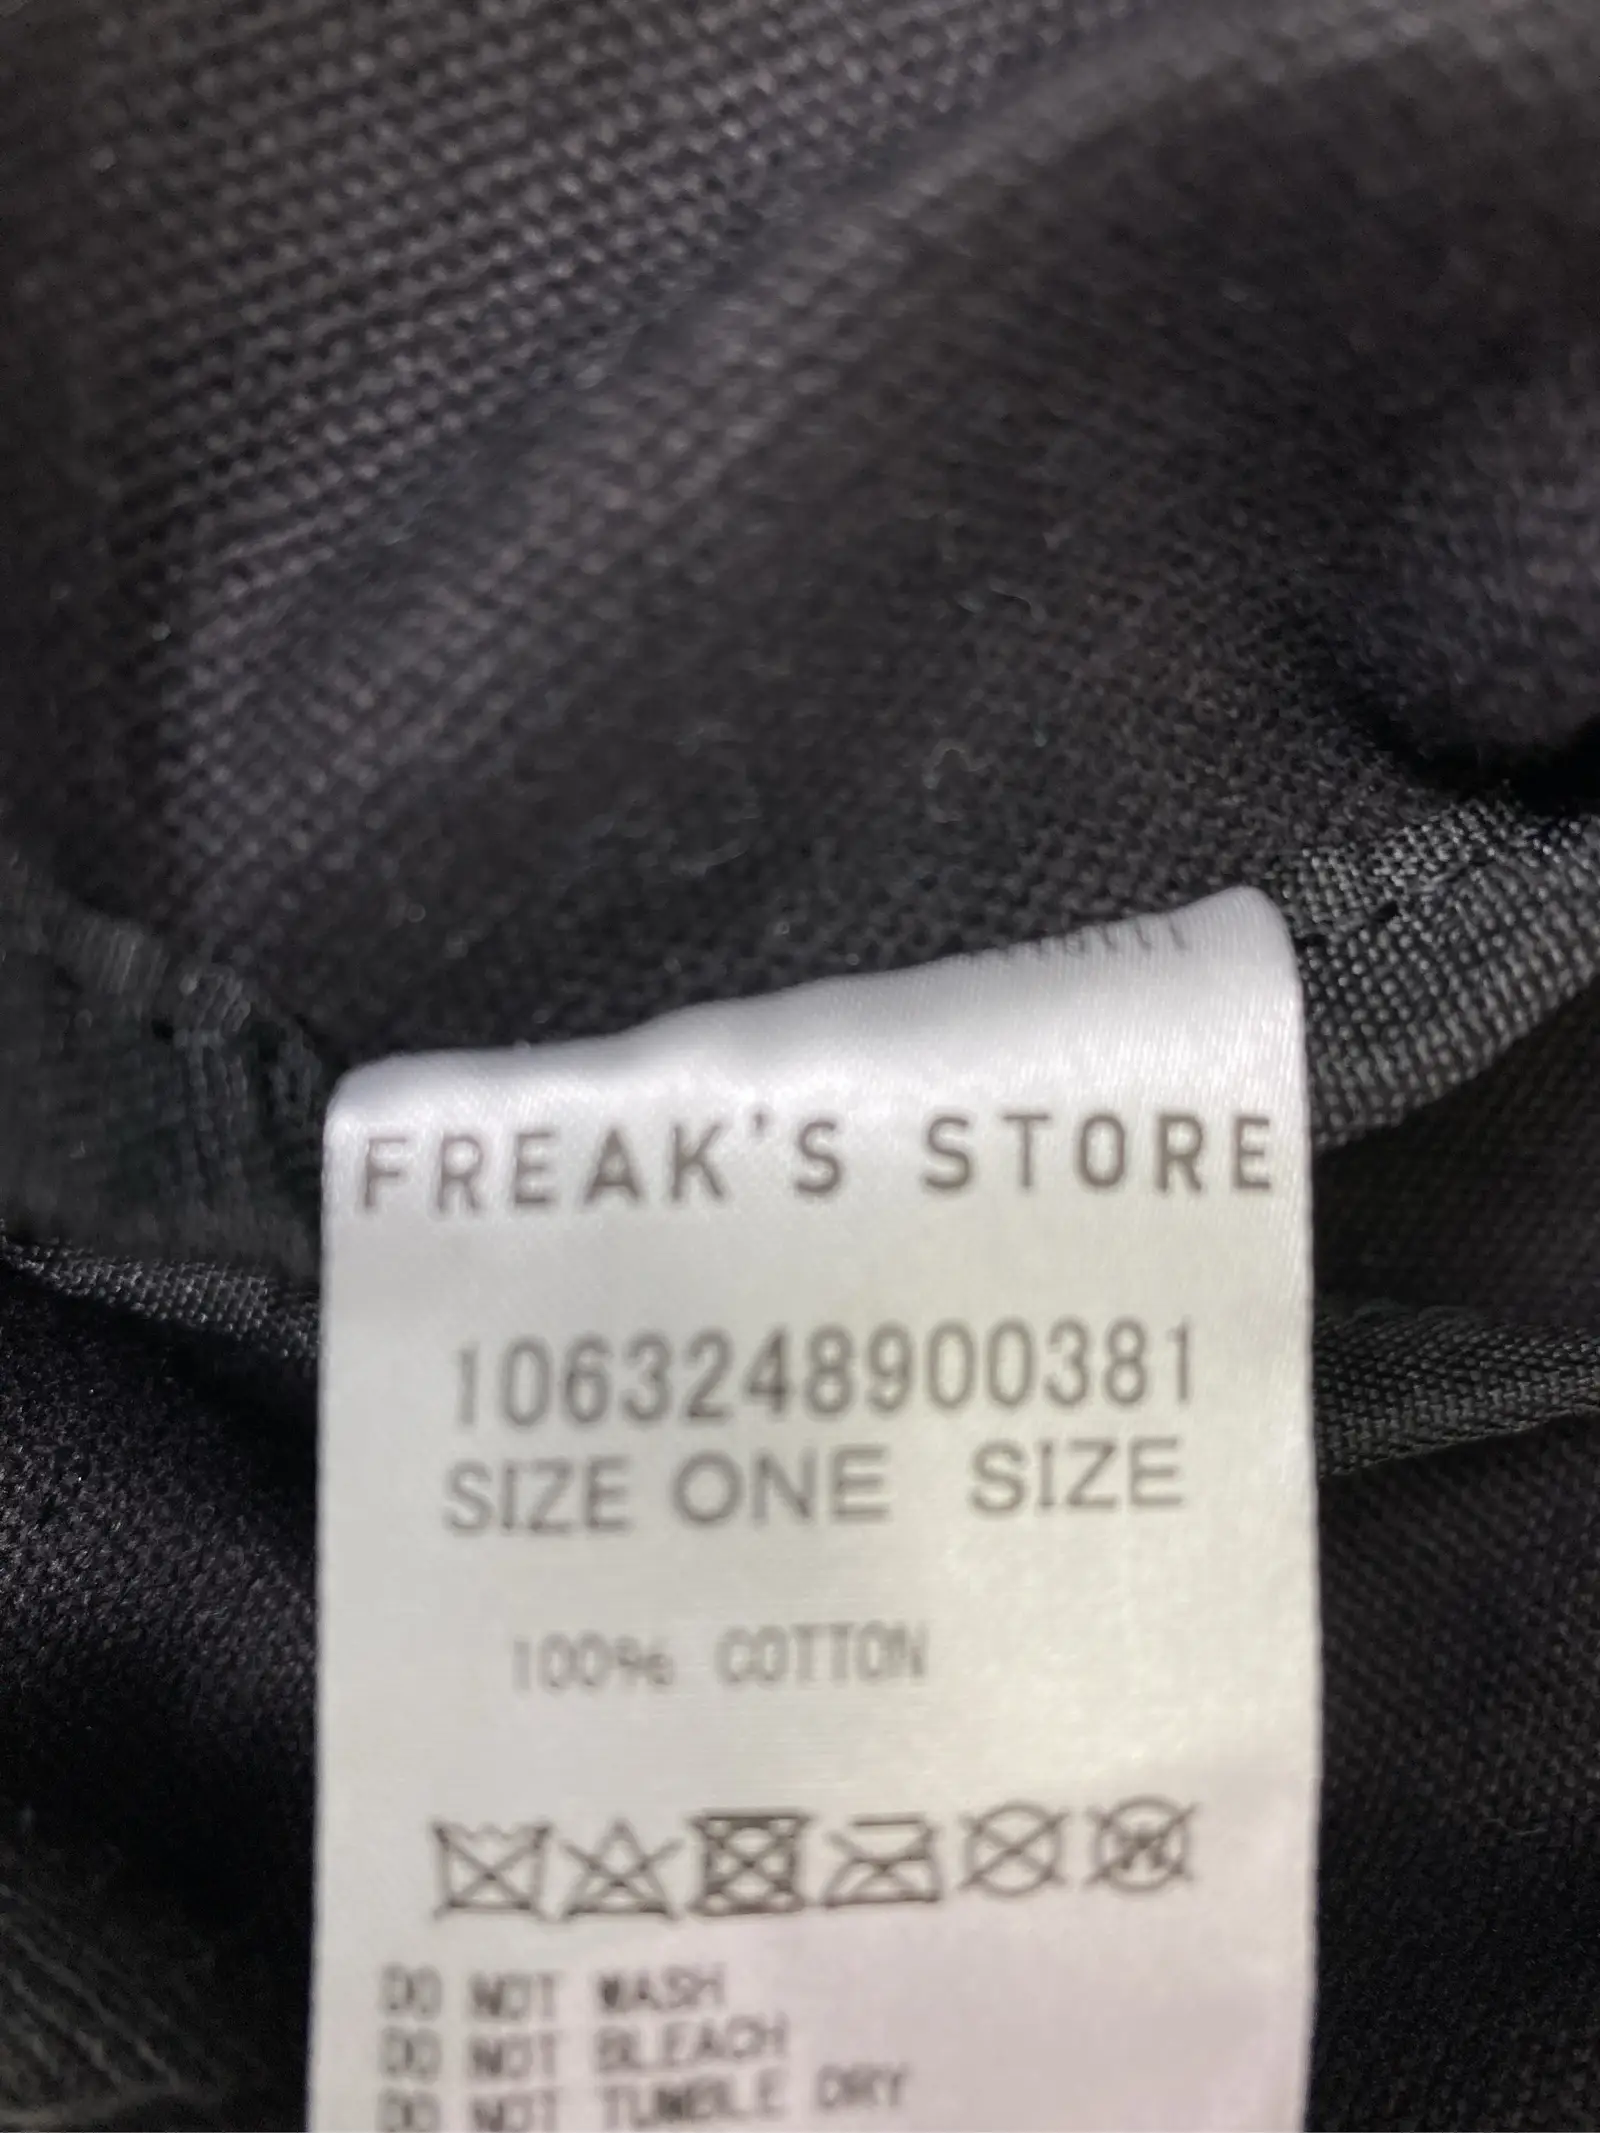 FREAK'S STORE
1063248900381
SIZE ONE SIZE
100% COTTON
DO NOT WASH
DO NOT BLEACH
DO NOT TUMBLE DRY